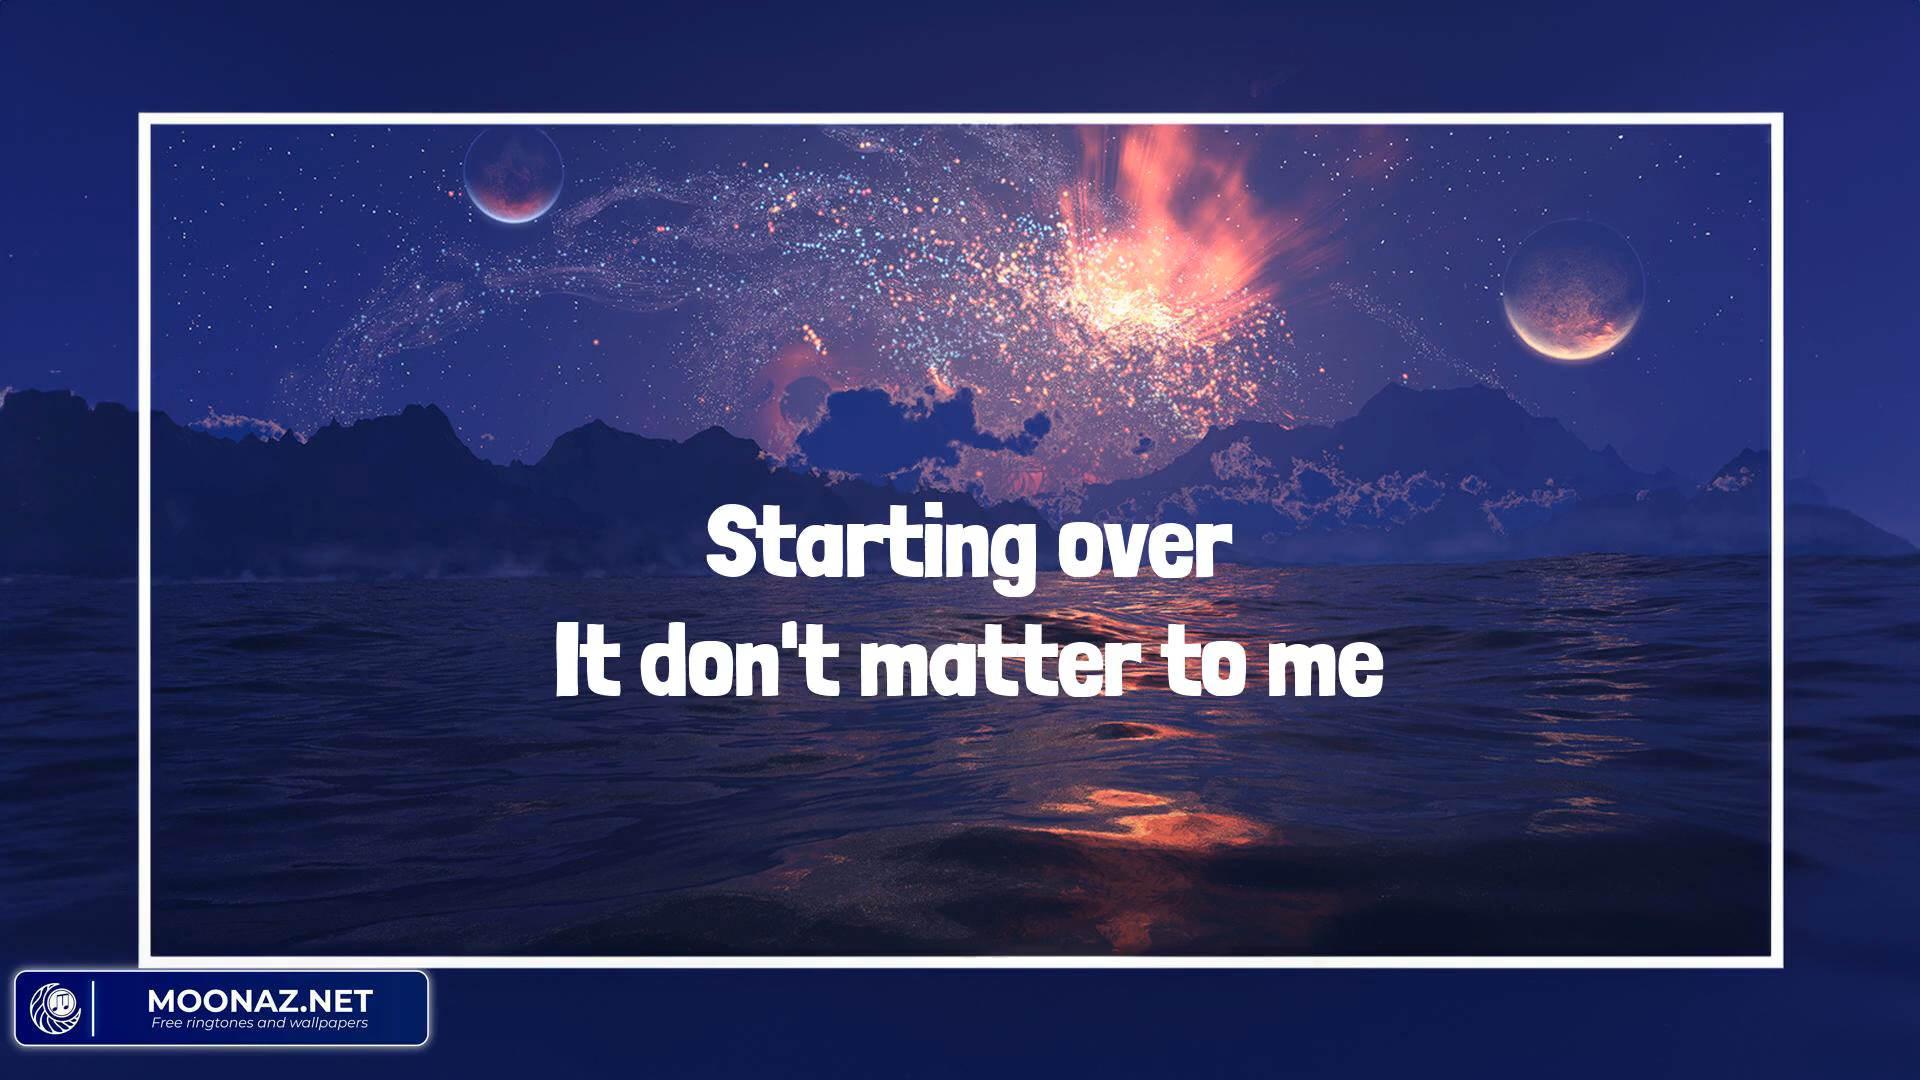 Starting over
It don't matter to me
MOONAZ.NET
Free ringtones and wallpapers